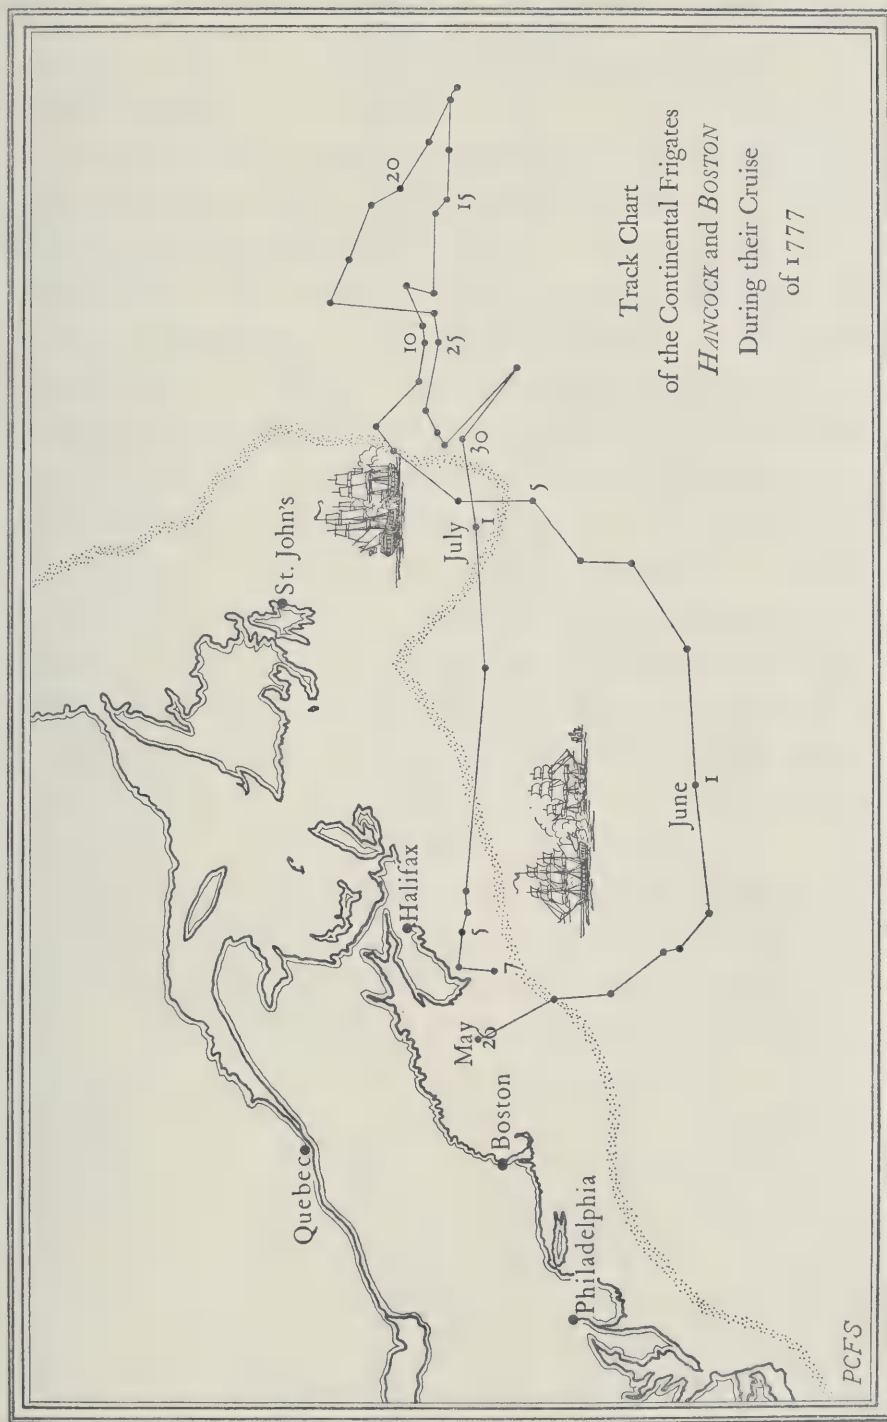 Track Chart
of the Continental Frigates
HANCOCK and BOSTON
During their Cruise
of 1777
Quebec
St. John's
Halifax
Boston
Philadelphia
May
26
June
1
5
10
15
20
25
30
July
1
5
7
PCFS